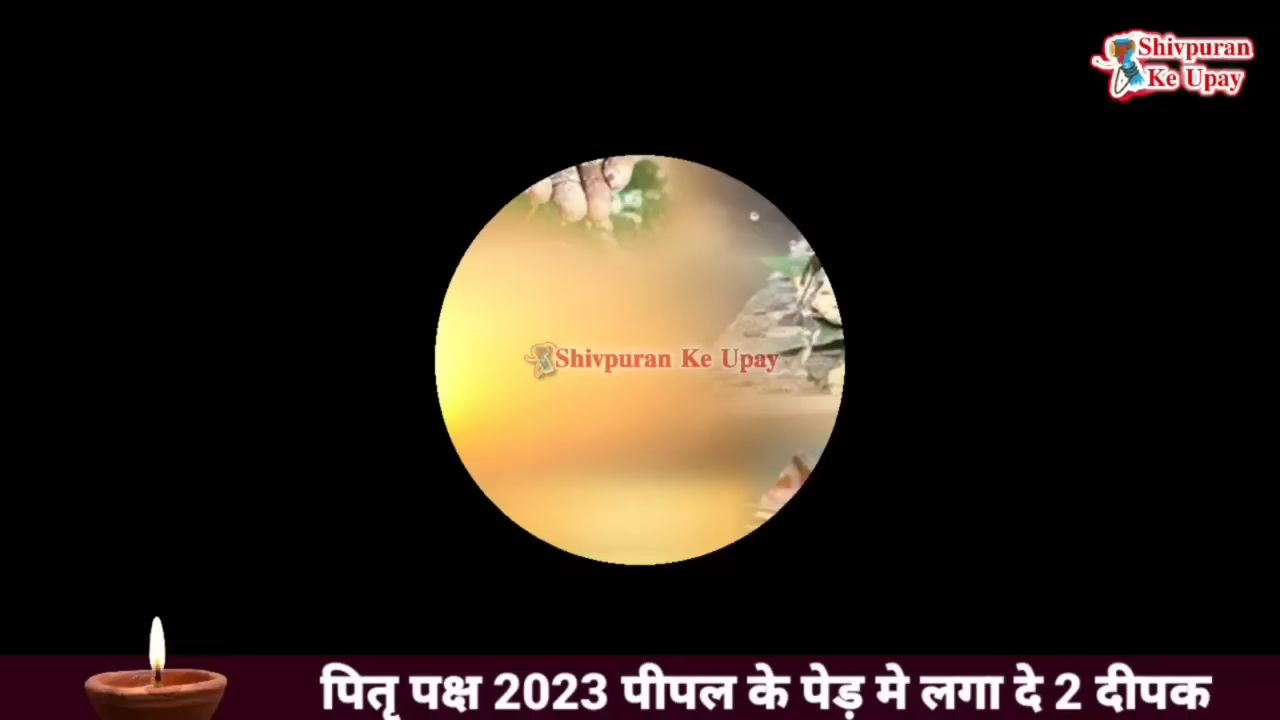 Shivpuran
Ke Upay
Shivpuran Ke Upay
पितृ पक्ष 2023 पीपल के पेड़ मे लगा दे 2 दीपक